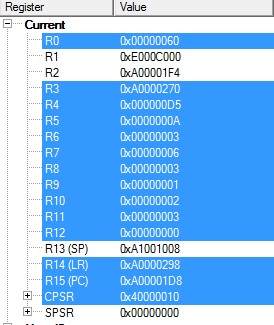 Register Value
Current
R0 0x00000060
R1 0xE000C000
R2 0xA00001F4
R3 0xA0000270
R4 0x000000D5
R5 0x0000000A
R6 0x00000003
R7 0x00000006
R8 0x00000003
R9 0x00000001
R10 0x00000002
R11 0x00000003
R12 0x00000000
R13 (SP) 0xA1001008
R14 (LR) 0xA0000298
R15 (PC) 0xA00001D8
CPSR 0x40000010
SPSR 0x00000000